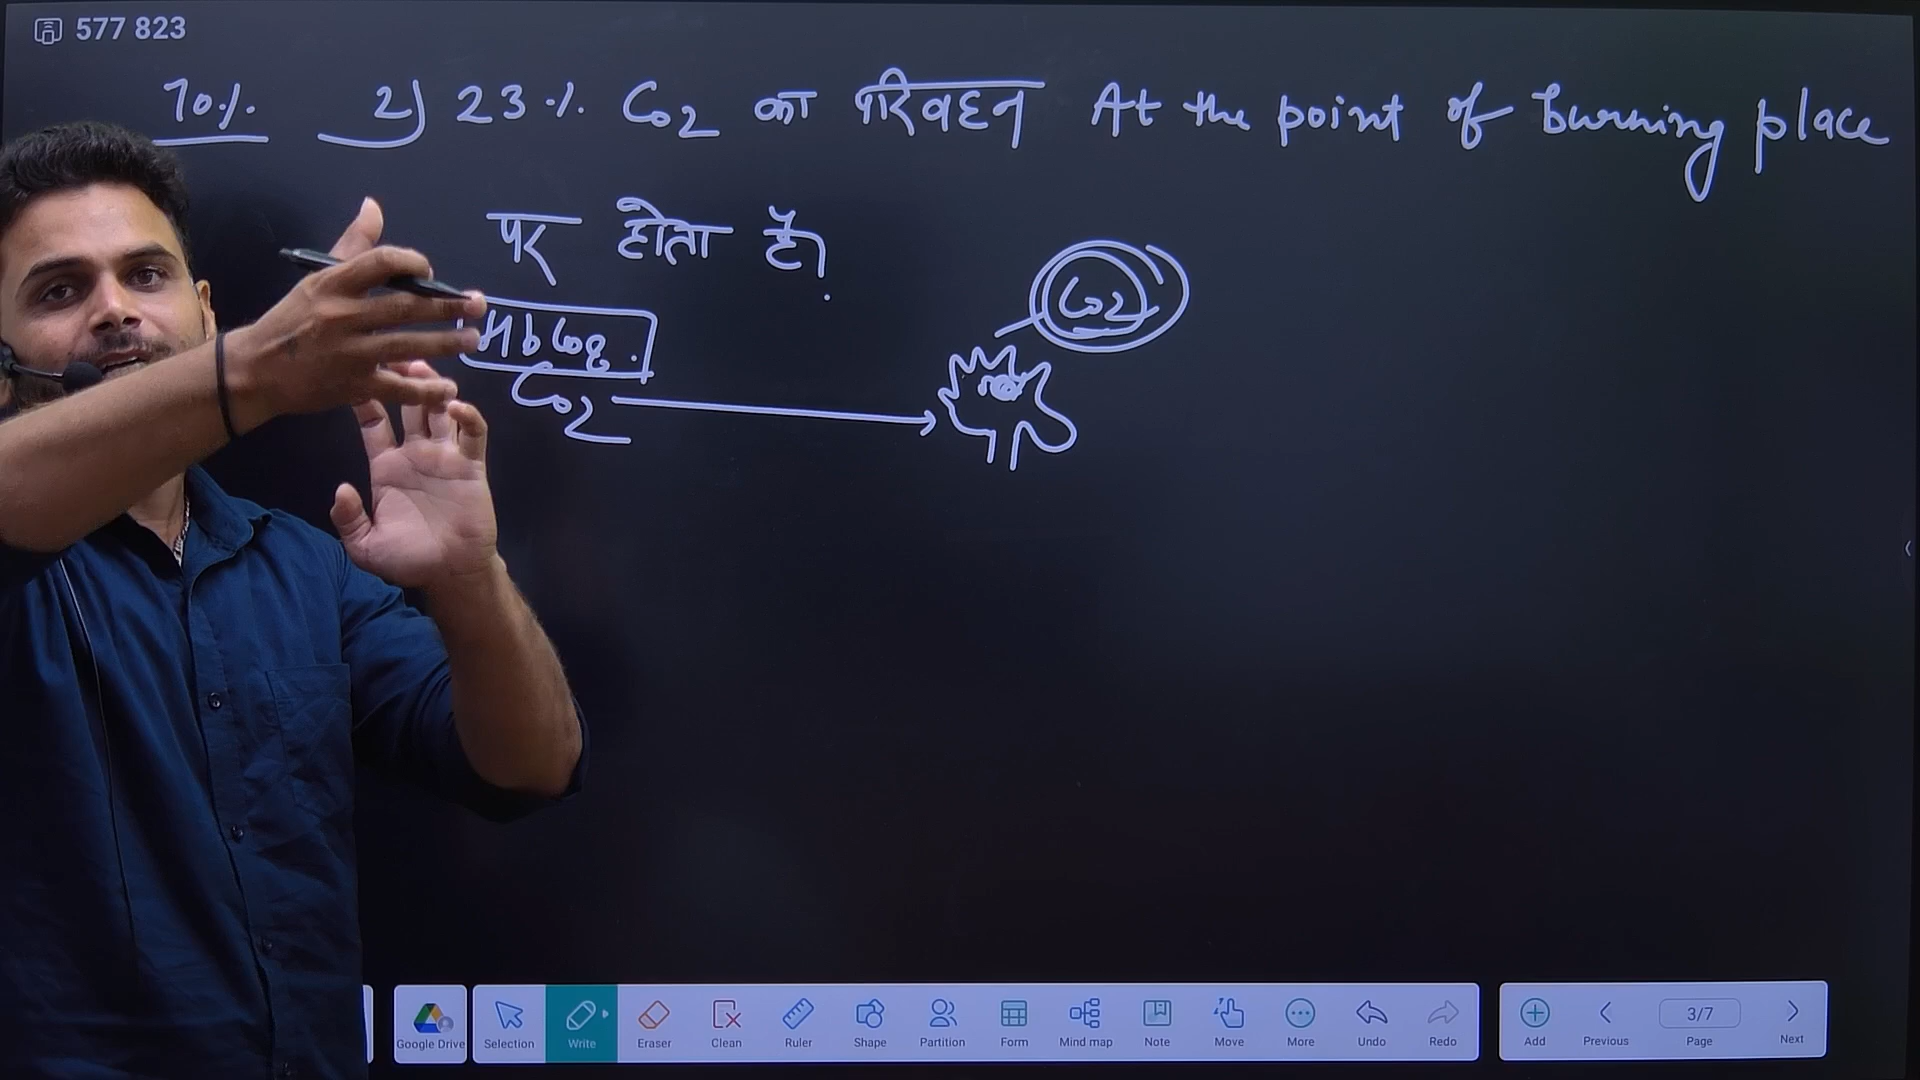 577 823
70% 2) 23% CO2 का परिवहन At the point of burning place
पर होता है।
CO2
HbCO2.
CO2
Google Drive Selection Write Eraser Clean Ruler Shape Partition Form Mind map Note Move More Undo Redo Add Previous 3/7 Page Next